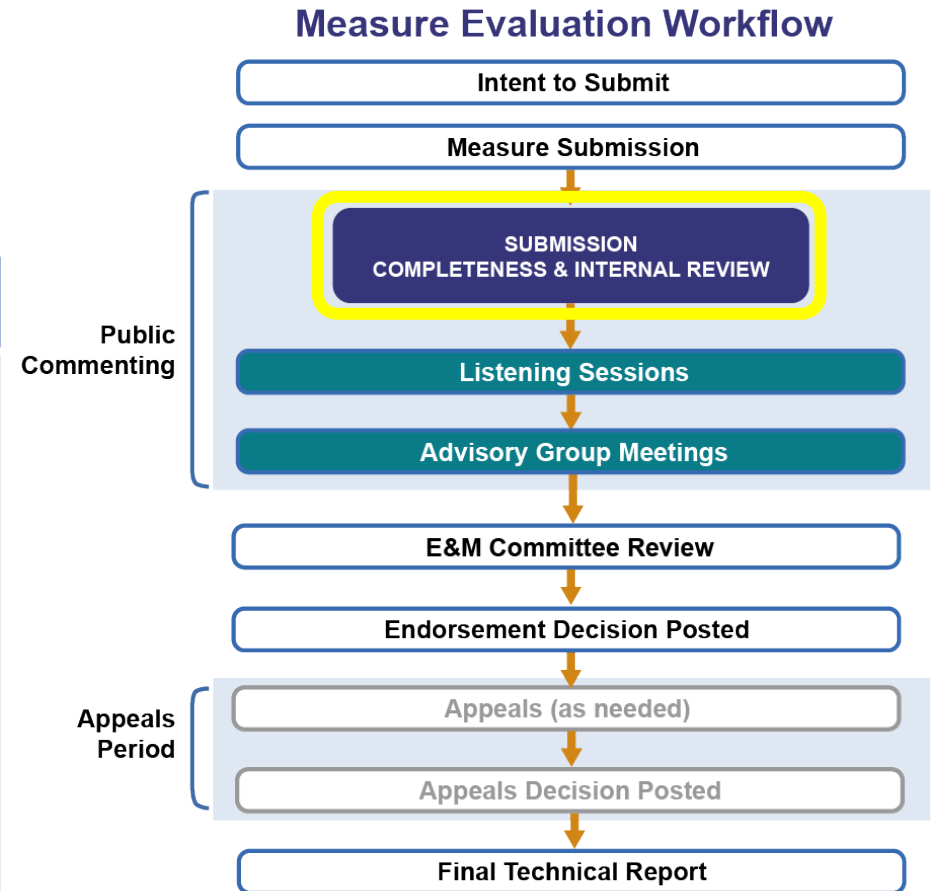 Measure Evaluation Workflow
Intent to Submit
Measure Submission
SUBMISSION
COMPLETENESS & INTERNAL REVIEW
Public
Commenting
Listening Sessions
Advisory Group Meetings
E&M Committee Review
Endorsement Decision Posted
Appeals
Period
Appeals (as needed)
Appeals Decision Posted
Final Technical Report